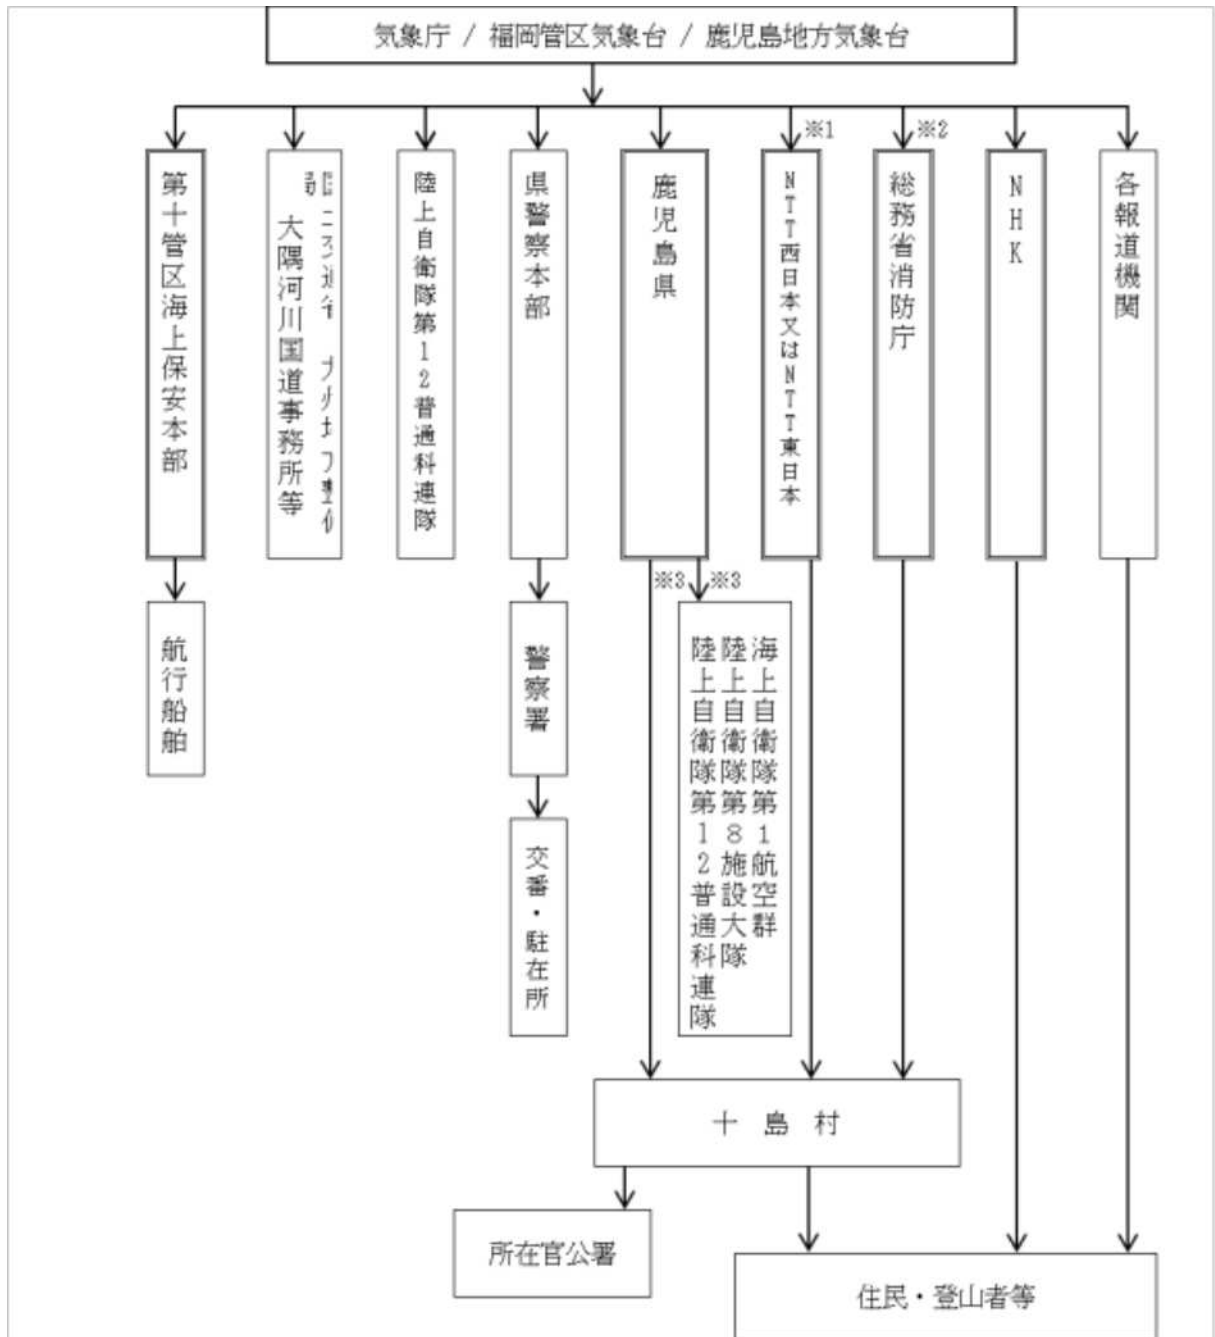 気象庁 / 福岡管区気象台 / 鹿児島地方気象台
※1
※2
第十管区海上保安本部
局
大隅河川国道事務所等
陸上自衛隊第12普通科連隊
県警察本部
鹿児島県
NTT西日本又はNTT東日本
総務省消防庁
NHK
各報道機関
※3
※3
航行船舶
警察署
海上自衛隊第1航空群
陸上自衛隊第8施設大隊
陸上自衛隊第12普通科連隊
交番・駐在所
十島村
所在官公署
住民・登山者等